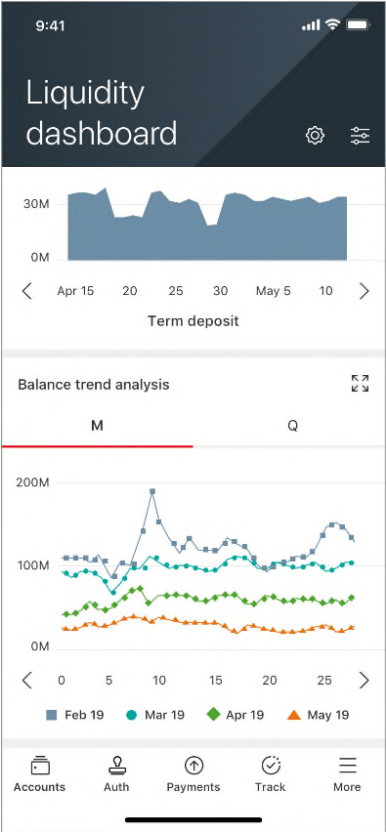 9:41
Liquidity
dashboard
30M
0M
Apr 15 20 25 30 May 5 10
Term deposit
Balance trend analysis
M Q
200M
100M
0M
0 5 10 15 20 25
Feb 19 Mar 19 Apr 19 May 19
Accounts Auth Payments Track More